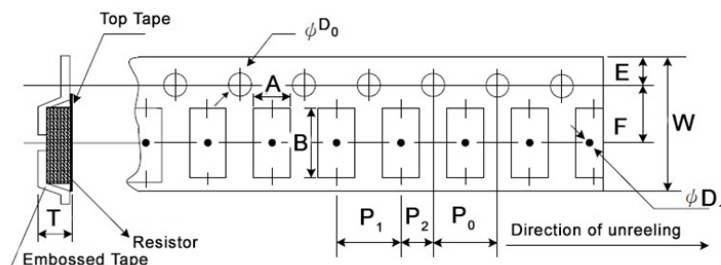 Top Tape
ϕD₀
A
E
B
F
W
T
P₁
P₂
P₀
ϕD
Direction of unreeling
Resistor
Embossed Tape